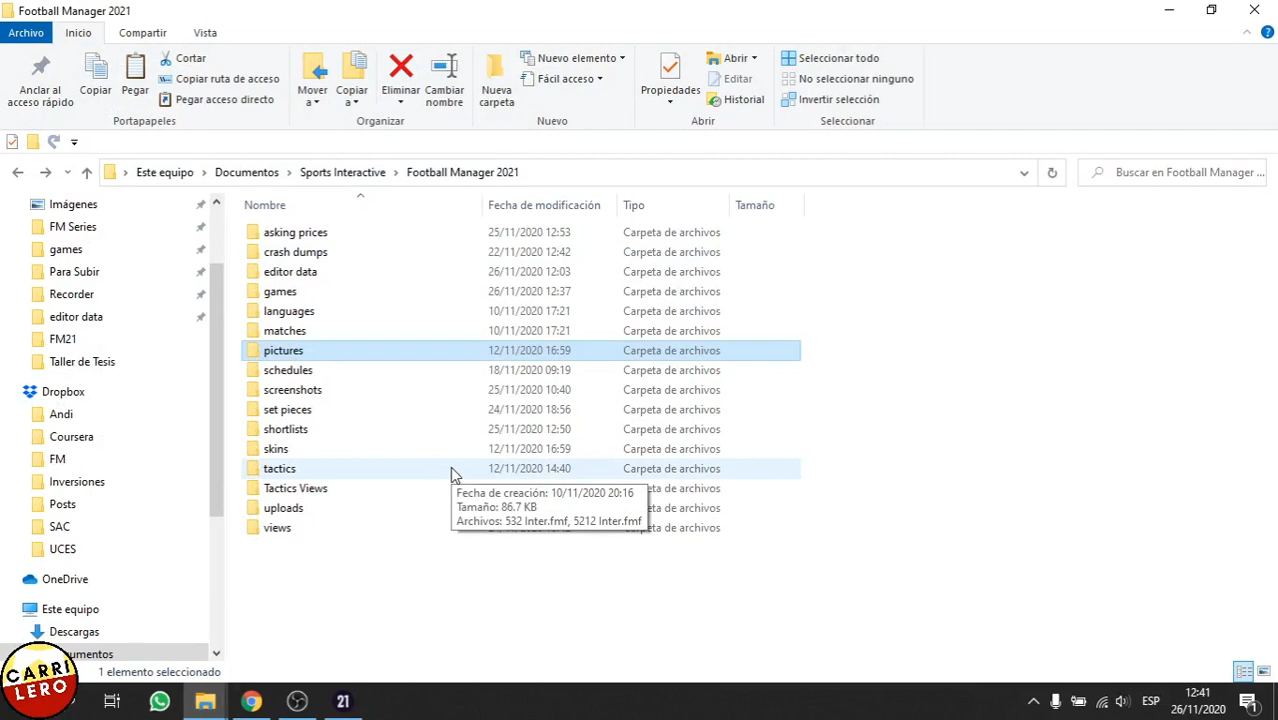 Football Manager 2021
Archivo Inicio Compartir Vista
Anclar al acceso rápido
Copiar
Pegar
Cortar
Copiar ruta de acceso
Pegar acceso directo
Portapapeles
Mover a
Copiar a
Eliminar
Cambiar nombre
Organizar
Nueva carpeta
Nuevo elemento
Fácil acceso
Nuevo
Propiedades
Abrir
Editar
Historial
Abrir
Seleccionar todo
No seleccionar ninguno
Invertir selección
Seleccionar
Este equipo Documentos Sports Interactive Football Manager 2021
Buscar en Football Manager ...
Imágenes
FM Series
games
Para Subir
Recorder
editor data
FM21
Taller de Tesis
Dropbox
Andi
Coursera
FM
Inversiones
Posts
SAC
UCES
OneDrive
Este equipo
Descargas
Nombre Fecha de modificación Tipo Tamaño
asking prices 25/11/2020 12:53 Carpeta de archivos
crash dumps 22/11/2020 12:42 Carpeta de archivos
editor data 26/11/2020 12:03 Carpeta de archivos
games 26/11/2020 12:37 Carpeta de archivos
languages 10/11/2020 17:21 Carpeta de archivos
matches 10/11/2020 17:21 Carpeta de archivos
pictures 12/11/2020 16:59 Carpeta de archivos
schedules 18/11/2020 09:19 Carpeta de archivos
screenshots 25/11/2020 10:40 Carpeta de archivos
set pieces 24/11/2020 18:56 Carpeta de archivos
shortlists 25/11/2020 12:50 Carpeta de archivos
skins 12/11/2020 16:59 Carpeta de archivos
tactics 12/11/2020 14:40 Carpeta de archivos
Tactics Views
uploads
views
Fecha de creación: 10/11/2020 20:16
Tamaño: 86.7 KB
Archivos: 532 Inter.fmf, 5212 Inter.fmf
1 elemento seleccionado
CARRI
LERO
21
ESP
12:41
26/11/2020
1